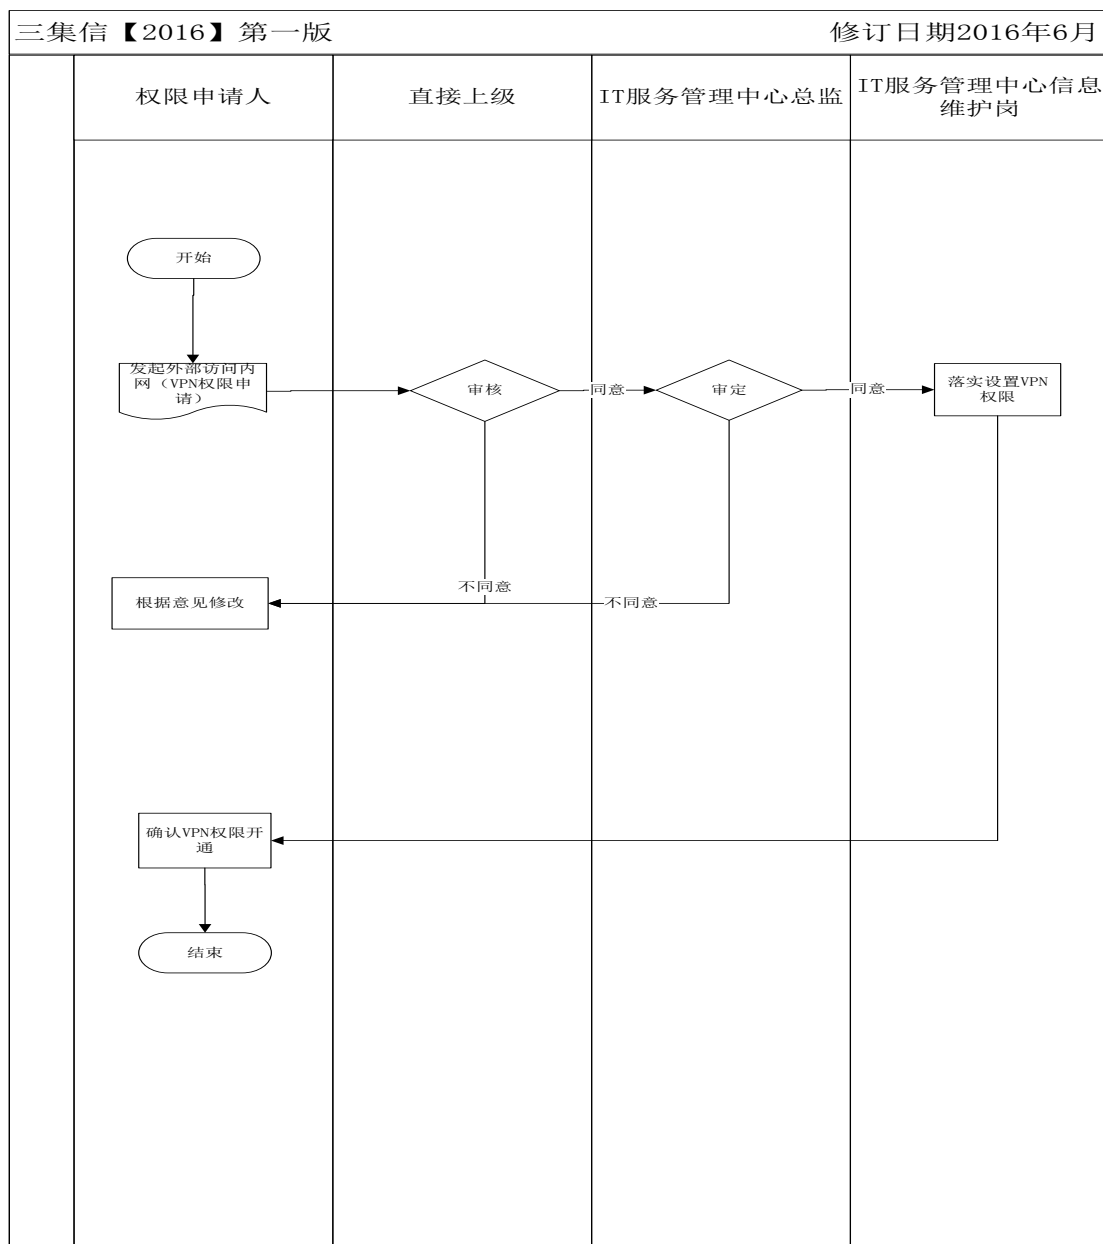 三集信【2016】第一版
修订日期2016年6月
权限申请人
直接上级
IT服务管理中心总监
IT服务管理中心信息
维护岗
开始
发起外部访问内
网（VPN权限申
请）
审核
同意
审定
同意
落实设置VPN
权限
不同意
根据意见修改
不同意
确认VPN权限开
通
结束